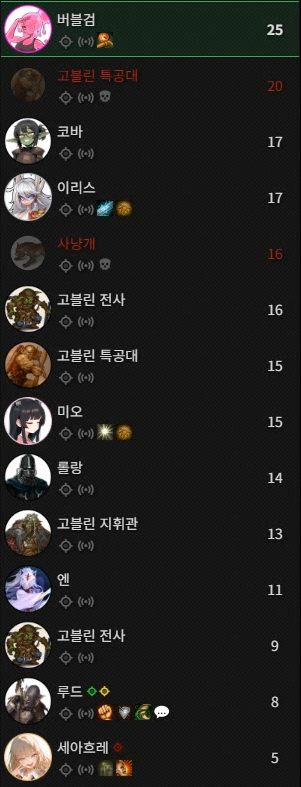 버블검 25
고블린 특공대 20
코바 17
이리스 17
사냥개 16
고블린 전사 16
고블린 특공대 15
미오 15
롤랑 14
고블린 지휘관 13
엔 11
고블린 전사 9
루드 8
세아흐레 5